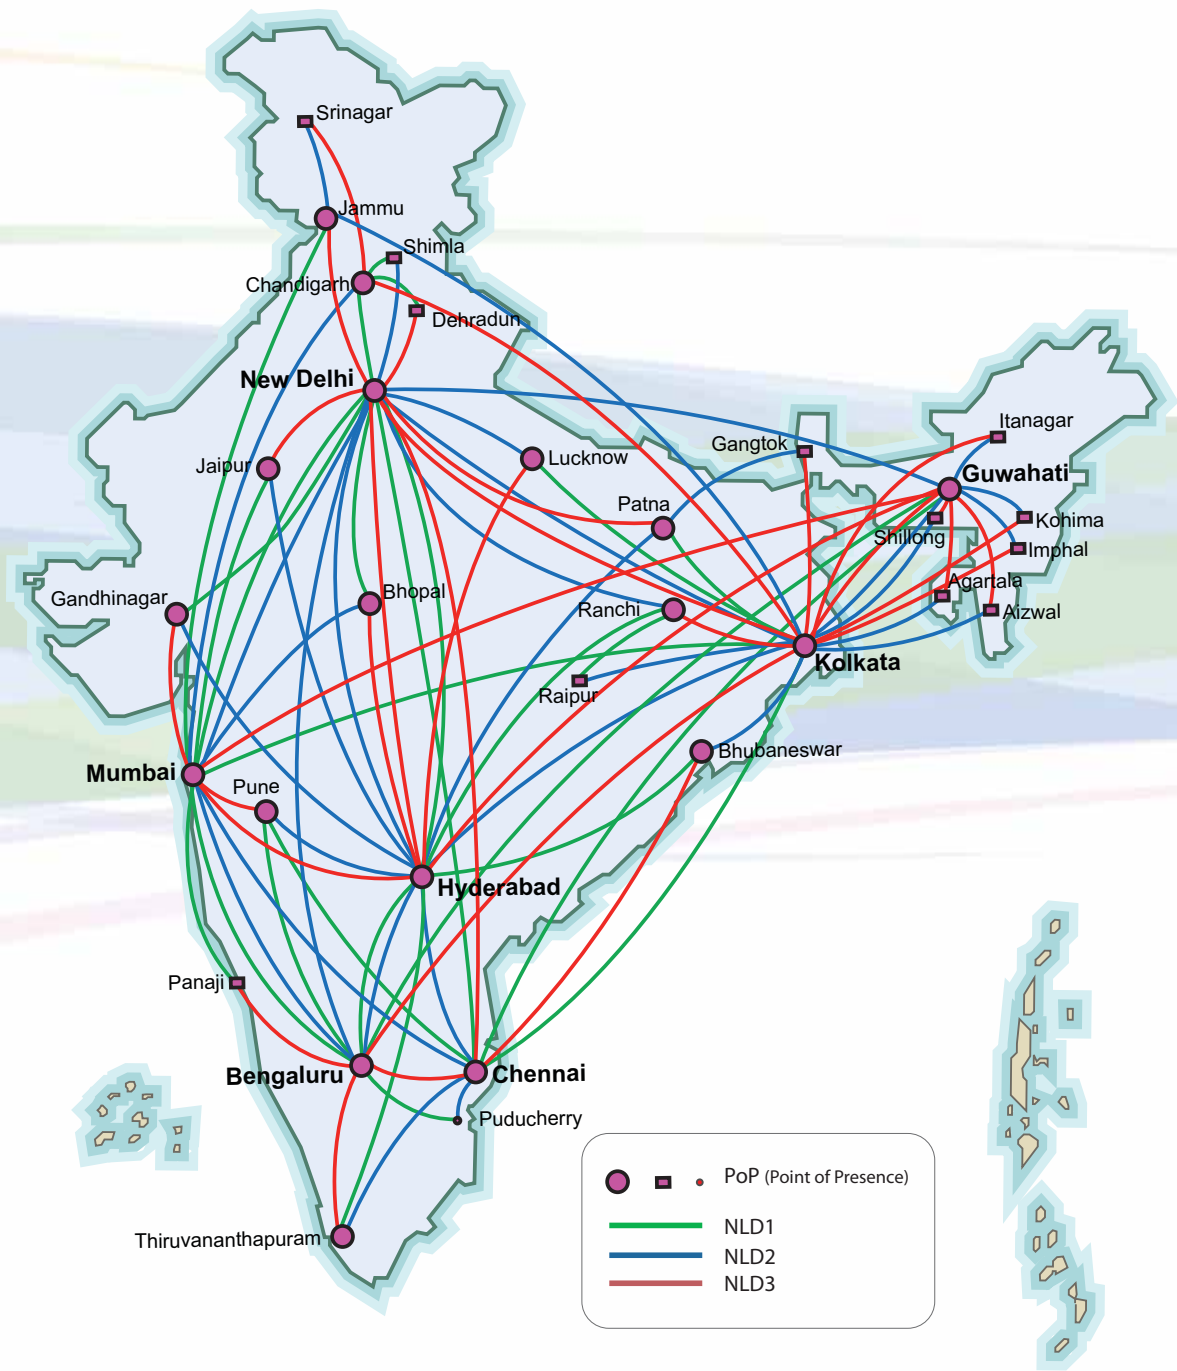 Srinagar
Jammu
Shimla
Chandigarh
Dehradun
New Delhi
Itanagar
Gangtok
Jaipur
Lucknow
Guwahati
Patna
Kohima
Shillong
Imphal
Agartala
Bhopal
Gandhinagar
Ranchi
Aizwal
Kolkata
Raipur
Bhubaneswar
Mumbai
Pune
Hyderabad
Panaji
Bengaluru
Chennai
Puducherry
PoP (Point of Presence)
NLD1
Thiruvananthapuram
NLD2
NLD3